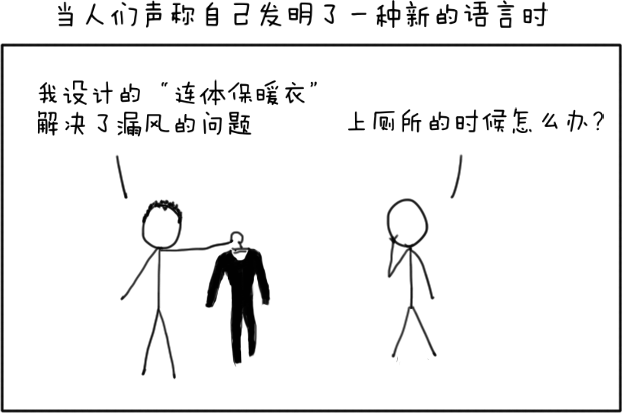 当人们声称自己发明了一种新的语言时
我设计的“连体保暖衣”
解决了漏风的问题
上厕所的时候怎么办?